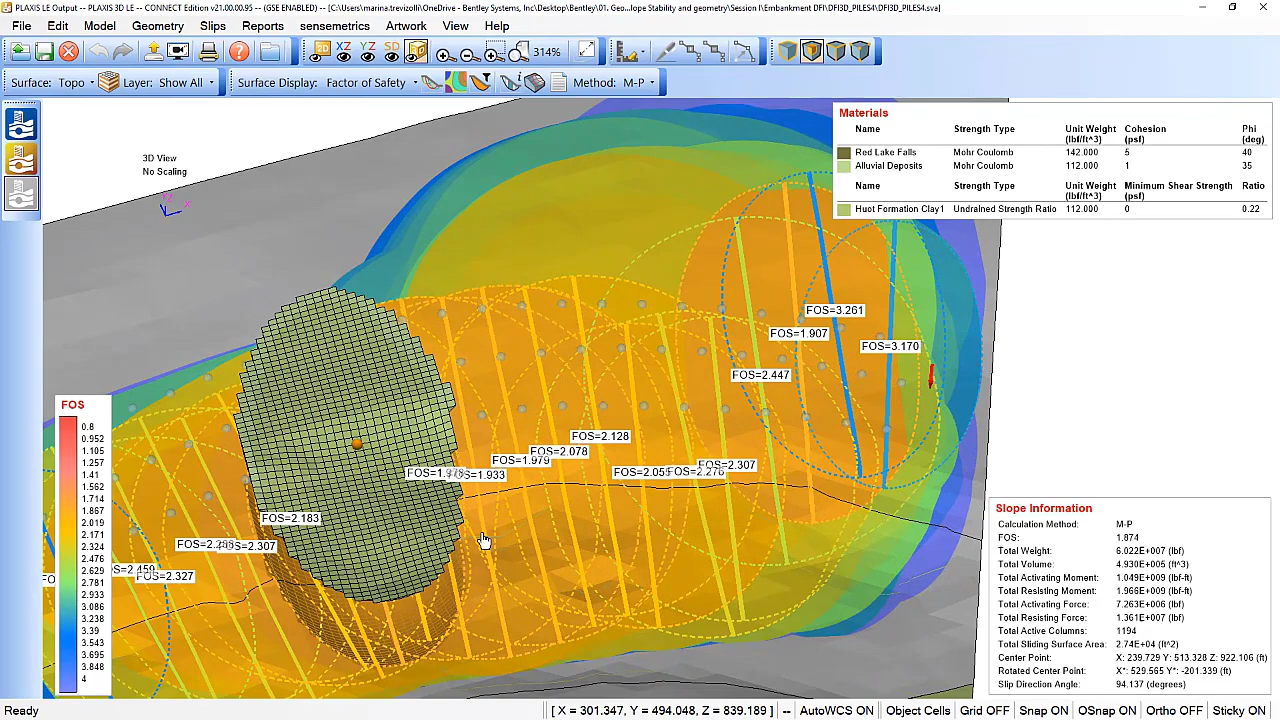 PLAXIS LE Output -- PLAXIS 3D LE -- CONNECT Edition v21.00.00.95 -- (GSE ENABLED) -- [C:\Users\marina.trevizolli\OneDrive - Bentley Systems, Inc\Desktop\Bentley\01. Geo...lope Stability and geometry\Session I\Embankment DFI\DFI3D_PILES4\DFI3D_PILES4.sva]
File Edit View Model Geometry Slips Reports sensemetrics Artwork Window Help
2D XZ YZ SD 314%
Surface: Topo Layer: Show All Surface Display: Factor of Safety Method: M-P
Materials
Name Strength Type Unit Weight (lbf/ft^3) Cohesion (psf) Phi (deg)
Red Lake Falls Mohr Coulomb 142.000 5 40
Alluvial Deposits Mohr Coulomb 112.000 1 35
Name Strength Type Unit Weight (lbf/ft^3) Minimum Shear Strength (psf) Ratio
Huot Formation Clay1 Undrained Strength Ratio 112.000 0 0.22
3D View
No Scaling
X
FOS=3.261
FOS=1.907
FOS=3.170
FOS=2.447
FOS=2.128
FOS=2.078
FOS=1.979
FOS=1.933
FOS=2.307
FOS=2.183
FOS=2.307
FOS=2.327
FOS
0.8
0.952
1.105
1.257
1.41
1.562
1.714
1.867
2.019
2.171
2.324
2.476
2.629
2.781
2.933
3.086
3.238
3.39
3.543
3.695
3.848
4
Slope Information
Calculation Method: M-P
FOS: 1.874
Total Weight: 6.022E+007 (lbf)
Total Volume: 4.930E+005 (ft^3)
Total Activating Moment: 1.049E+009 (lbf-ft)
Total Resisting Moment: 1.966E+009 (lbf-ft)
Total Activating Force: 7.263E+006 (lbf)
Total Resisting Force: 1.361E+007 (lbf)
Total Active Columns: 1194
Total Sliding Surface Area: 2.74E+04 (ft^2)
Center Point: X: 239.729 Y: 513.328 Z: 922.106 (ft)
Rotated Center Point: X": 529.565 Y": -201.339 (ft)
Slip Direction Angle: 94.137 (degrees)
Ready [ X = 301.347, Y = 494.048, Z = 839.189 ] -- AutoWCS ON Object Cells Grid OFF Snap ON OSnap ON Ortho OFF Sticky ON